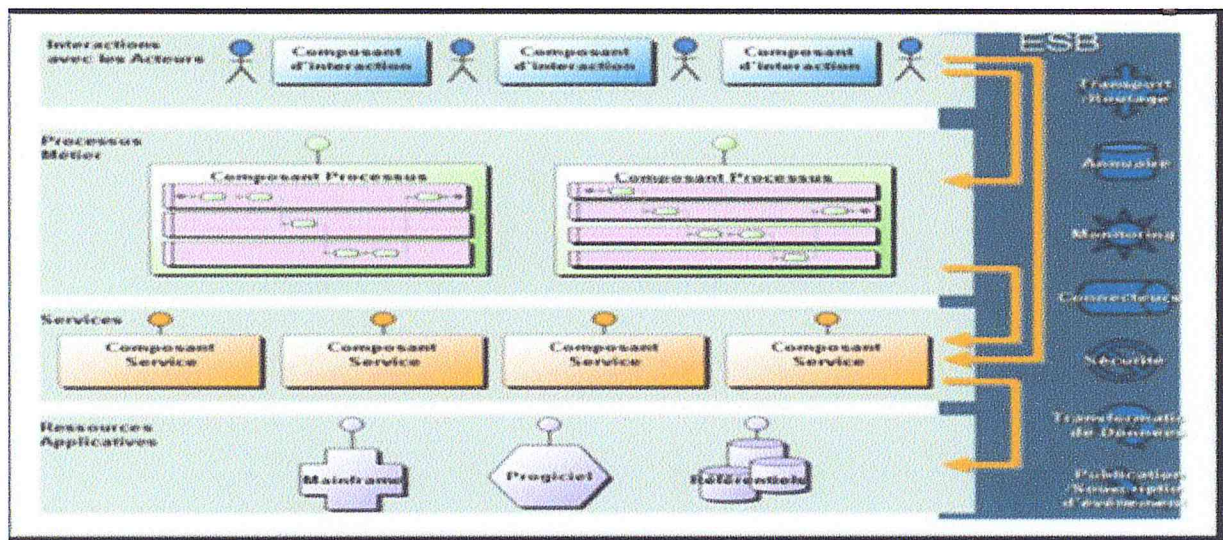 Interactions
avec les Acteurs
Composant
d'interaction
Composant
d'interaction
Composant
d'interaction
ESB
Transport
Routage
Processus
Métier
Composant Processus
Composant Processus
Annuaire
Monitoring
Connecteurs
Services
Composant
Service
Composant
Service
Composant
Service
Composant
Service
Sécurité
Ressources
Applicatives
Mainframe
Progiciel
Référentiels
Transformatio
de Données
Publication
d'évènements